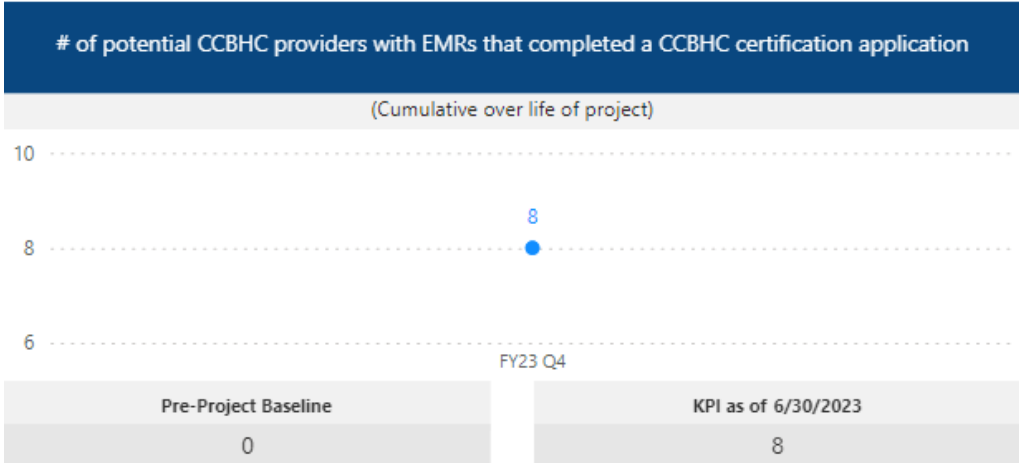 # of potential CCBHC providers with EMRs that completed a CCBHC certification application
(Cumulative over life of project)
10
8
8
6
FY23 Q4
Pre-Project Baseline
KPI as of 6/30/2023
0
8